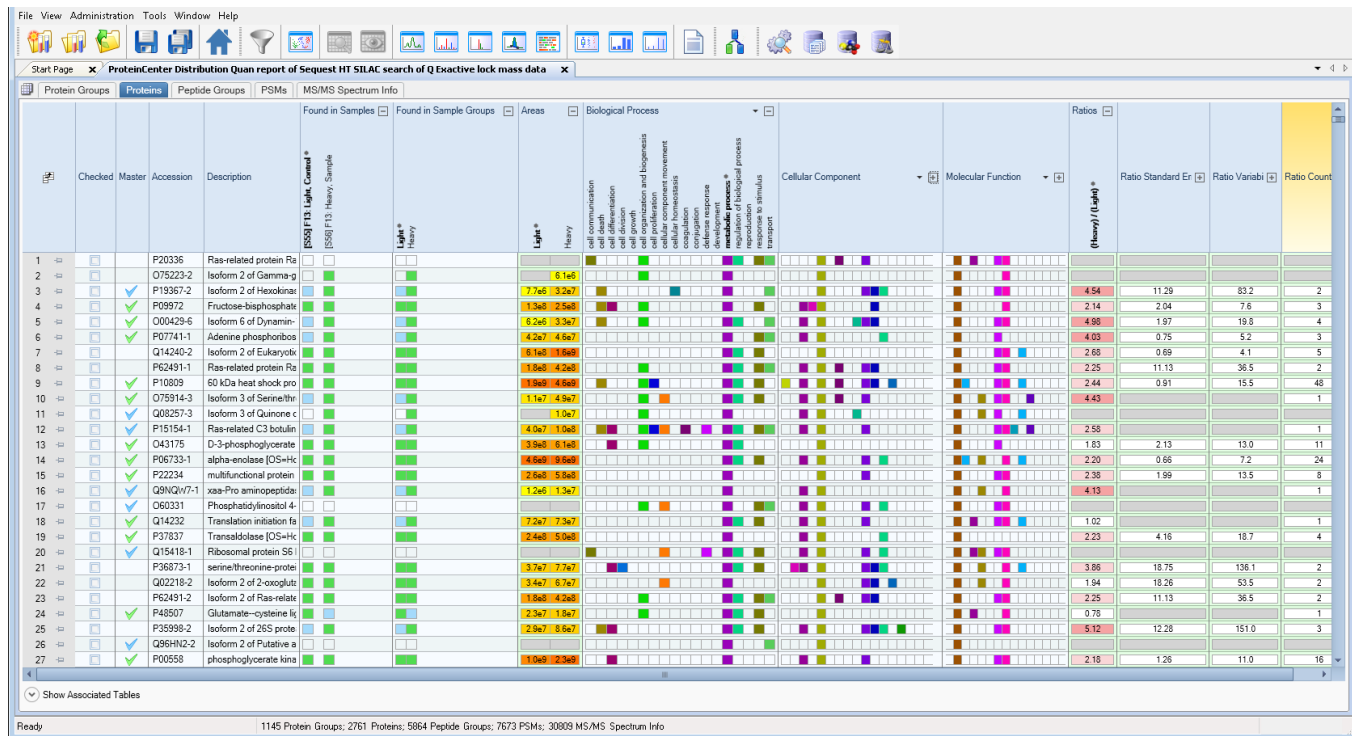 File View Administration Tools Window Help
Start Page x ProteinCenter Distribution Quan report of Sequest HT SILAC search of Q Exactive lock mass data x
Protein Groups Proteins Peptide Groups PSMs MS/MS Spectrum Info
Found in Samples Found in Sample Groups Areas Biological Process Ratios
Checked Master Accession Description Cellular Component Molecular Function Ratio Standard Er Ratio Variabi Ratio Count
[S55] F13: Light, Control *
[S56] F13: Heavy, Sample
Light *
Heavy
Light *
Heavy
cell communication
cell death
cell differentiation
cell division
cell growth
cell organization and biogenesis
cell proliferation
cellular component movement
cellular homeostasis
coagulation
conjugation
defense response
development
metabolic process *
regulation of biological process
reproduction
response to stimulus
transport
(Heavy) / (Light) *
1 P20336 Ras-related protein Ra
2 O75223-2 Isoform 2 of Gamma-g 6.1e6
3 P19367-2 Isoform 2 of Hexokinas 7.7e6 3.2e7 4.54 11.29 83.2 2
4 P09972 Fructose-bisphosphate 1.3e8 2.5e8 2.14 2.04 7.6 3
5 O00429-6 Isoform 6 of Dynamin- 6.2e6 3.3e7 4.98 1.97 19.8 4
6 P07741-1 Adenine phosphoribos 4.2e7 4.6e7 4.03 0.75 5.2 3
7 Q14240-2 Isoform 2 of Eukaryotic 6.1e8 1.6e9 2.68 0.69 4.1 5
8 P62491-1 Ras-related protein Ra 1.8e8 4.2e8 2.25 11.13 36.5 2
9 P10809 60 kDa heat shock pro 1.9e9 4.6e9 2.44 0.91 15.5 48
10 O75914-3 Isoform 3 of Serine/thr 1.1e7 4.9e7 4.43 1
11 Q08257-3 Isoform 3 of Quinone c 1.0e7
12 P15154-1 Ras-related C3 botulin 4.0e7 1.0e8 2.58 1
13 O43175 D-3-phosphoglycerate 3.9e8 6.1e8 1.83 2.13 13.0 11
14 P06733-1 alpha-enolase [OS=Hc 4.6e9 9.6e9 2.20 0.66 7.2 24
15 P22234 multifunctional protein 2.6e8 5.8e8 2.38 1.99 13.5 8
16 Q9NQW7-1 xaa-Pro aminopeptida: 1.2e6 1.3e7 4.13 1
17 O60331 Phosphatidylinositol 4-
18 Q14232 Translation initiation fa 7.2e7 7.3e7 1.02 1
19 P37837 Transaldolase [OS=Ho 2.4e8 5.0e8 2.23 4.16 18.7 4
20 Q15418-1 Ribosomal protein S6 l
21 P36873-1 serine/threonine-protei 3.7e7 7.7e7 3.86 18.75 136.1 2
22 Q02218-2 Isoform 2 of 2-oxogluta 3.4e7 6.7e7 1.94 18.26 53.5 2
23 P62491-2 Isoform 2 of Ras-relate 1.8e8 4.2e8 2.25 11.13 36.5 2
24 P48507 Glutamate--cysteine lig 2.3e7 1.8e7 0.78 1
25 P35998-2 Isoform 2 of 26S prote 2.9e7 8.6e7 5.12 12.28 151.0 3
26 Q96HN2-2 Isoform 2 of Putative a
27 P00558 phosphoglycerate kina 1.0e9 2.3e9 2.18 1.26 11.0 16
Show Associated Tables
Ready 1145 Protein Groups; 2761 Proteins; 5864 Peptide Groups; 7673 PSMs; 30809 MS/MS Spectrum Info